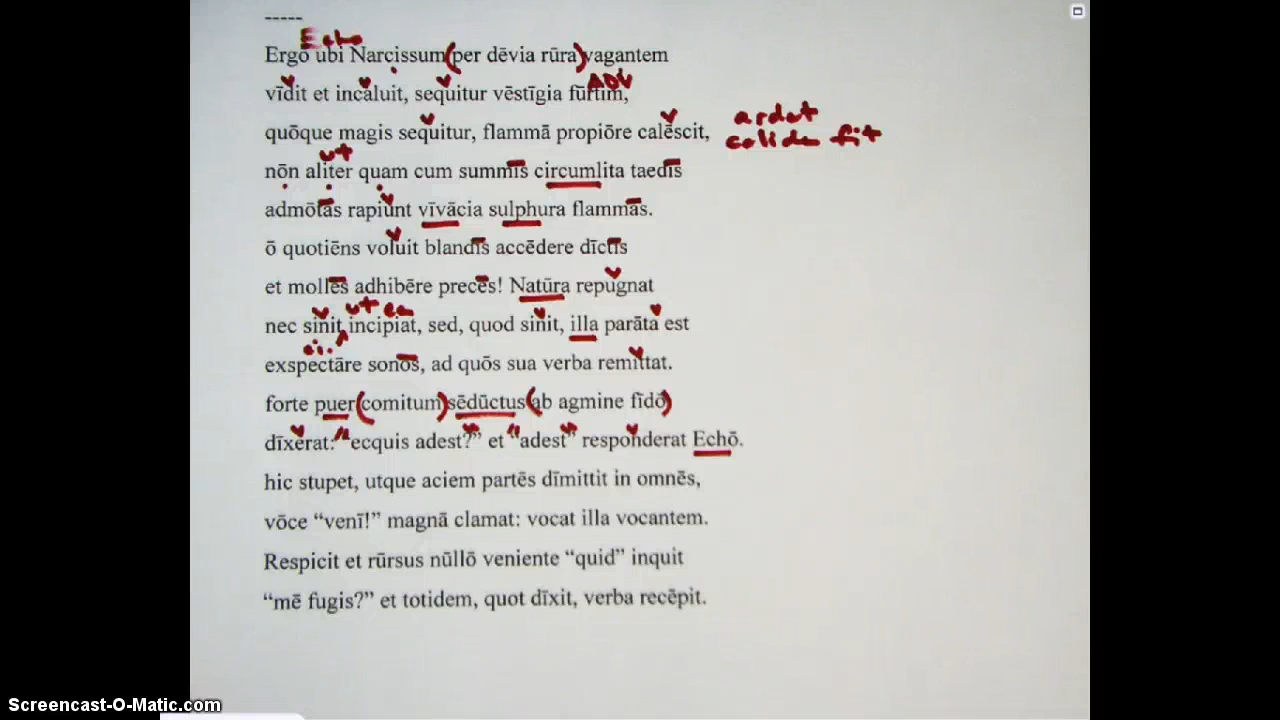 -----
Echo
Ergō ubi Narcissum (per dēvia rūra) vagantem
ADV
vīdit et incaluit, sequitur vēstīgia fūrtim,
quōque magis sequitur, flammā propiōre calēscit,
ardet
calida fit
ut
nōn aliter quam cum summīs circumlita taedīs
admōtās rapiunt vīvācia sulphura flammās.
ō quotiēns voluit blandīs accēdere dīctīs
et mollēs adhibēre precēs! Natūra repugnat
ut ea
nec sinit incipiat, sed, quod sinit, illa parāta est
ei
exspectāre sonōs, ad quōs sua verba remittat.
forte puer (comitum) sēdūctus (ab agmine fīdō)
dīxerat: "ecquis adest?" et "adest" responderat Echō.
hic stupet, utque aciem partēs dīmittit in omnēs,
vōce “venī!” magnā clamat: vocat illa vocantem.
Respicit et rūrsus nūllō veniente “quid” inquit
“mē fugis?” et totidem, quot dīxit, verba recēpit.
Screencast-O-Matic.com